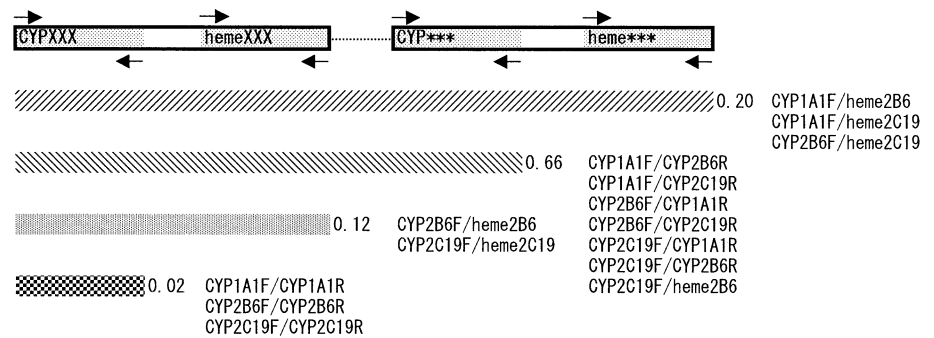 CYPXXX hemeXXX CYP*** heme***
0.20 CYP1A1F/heme2B6
CYP1A1F/heme2C19
CYP2B6F/heme2C19
0.66 CYP1A1F/CYP2B6R
CYP1A1F/CYP2C19R
CYP2B6F/CYP1A1R
CYP2B6F/CYP2C19R
CYP2C19F/CYP1A1R
CYP2C19F/CYP2B6R
CYP2C19F/heme2B6
0.12 CYP2B6F/heme2B6
CYP2C19F/heme2C19
0.02 CYP1A1F/CYP1A1R
CYP2B6F/CYP2B6R
CYP2C19F/CYP2C19R